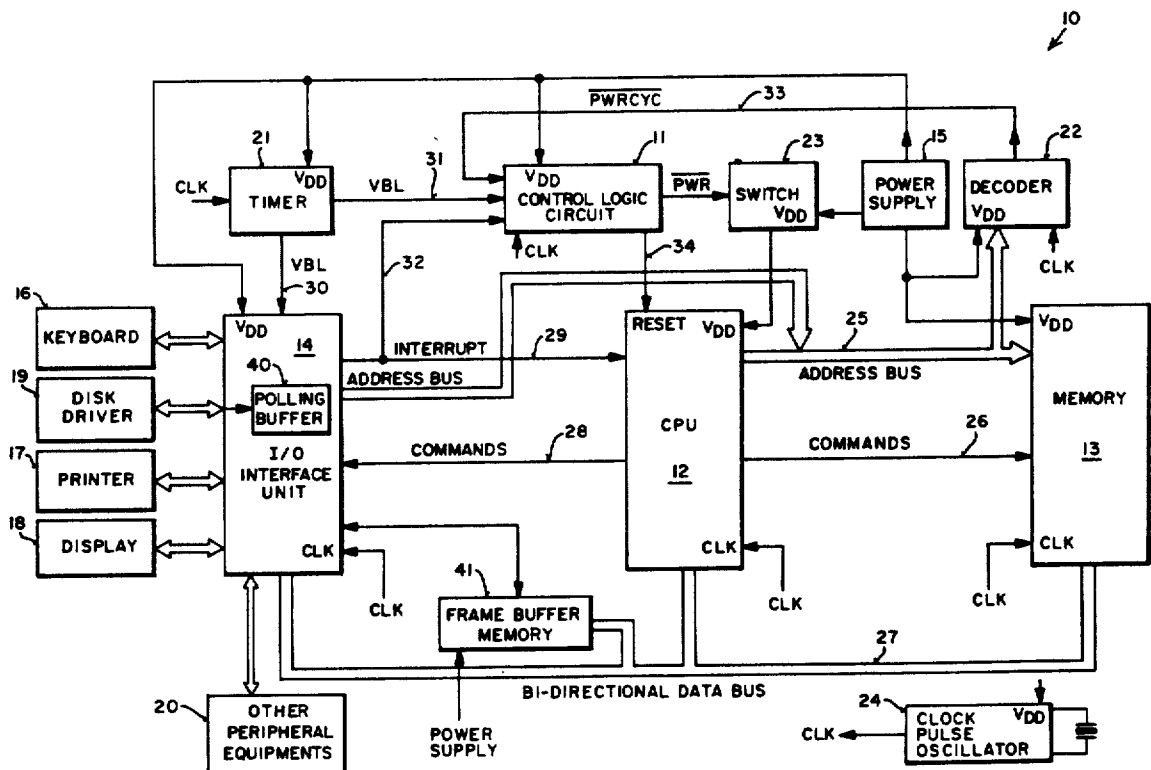 10
PWRCYC
33
21
11
23
15
22
31
CLK
VDD
TIMER
VBL
VDD
CONTROL LOGIC
CIRCUIT
PWR
SWITCH
VDD
POWER
SUPPLY
DECODER
VDD
CLK
34
CLK
VBL
30
32
16
KEYBOARD
VDD
14
INTERRUPT
29
RESET
VDD
25
ADDRESS BUS
ADDRESS BUS
VDD
19
DISK
DRIVER
40
POLLING
BUFFER
I/O
INTERFACE
UNIT
CPU
12
MEMORY
13
17
PRINTER
COMMANDS
28
COMMANDS
26
18
DISPLAY
CLK
CLK
CLK
CLK
CLK
CLK
41
FRAME BUFFER
MEMORY
27
BI-DIRECTIONAL DATA BUS
20
OTHER
PERIPHERAL
EQUIPMENTS
POWER
SUPPLY
24
CLK
CLOCK
PULSE
OSCILLATOR
VDD